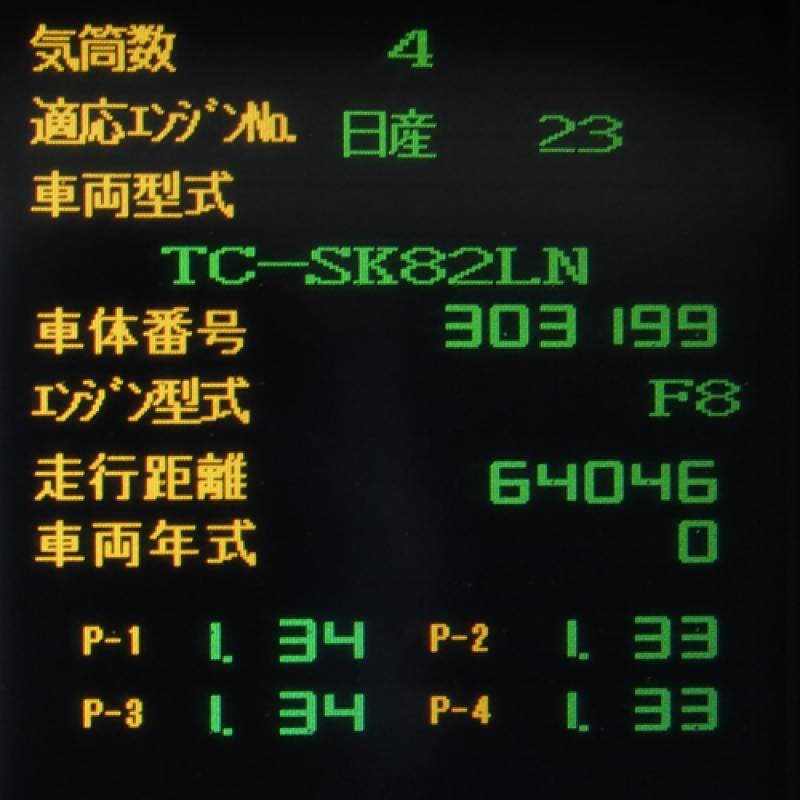 気筒数 4
適応ｴﾝｼﾞﾝNo. 日産 23
車両型式
TC-SK82LN
車体番号 303199
ｴﾝｼﾞﾝ型式 F8
走行距離 64046
車両年式 0
P-1 1.34 P-2 1.33
P-3 1.34 P-4 1.33